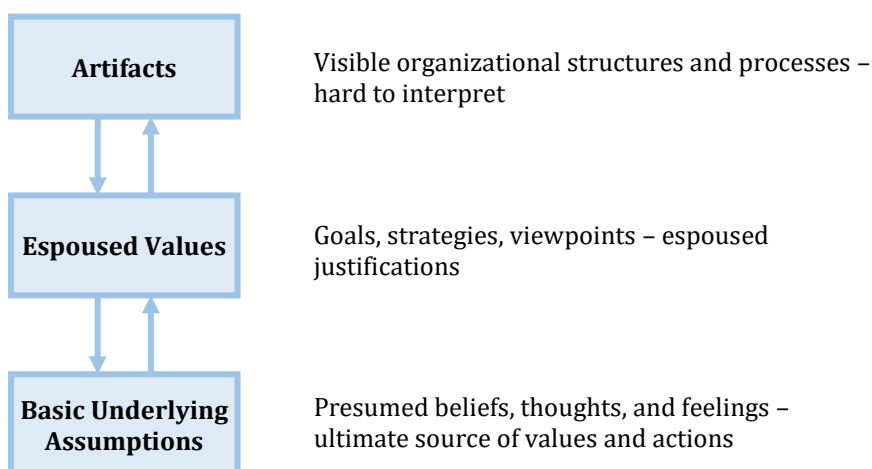 Artifacts
Visible organizational structures and processes –
hard to interpret
Espoused Values
Goals, strategies, viewpoints – espoused
justifications
Basic Underlying
Assumptions
Presumed beliefs, thoughts, and feelings –
ultimate source of values and actions